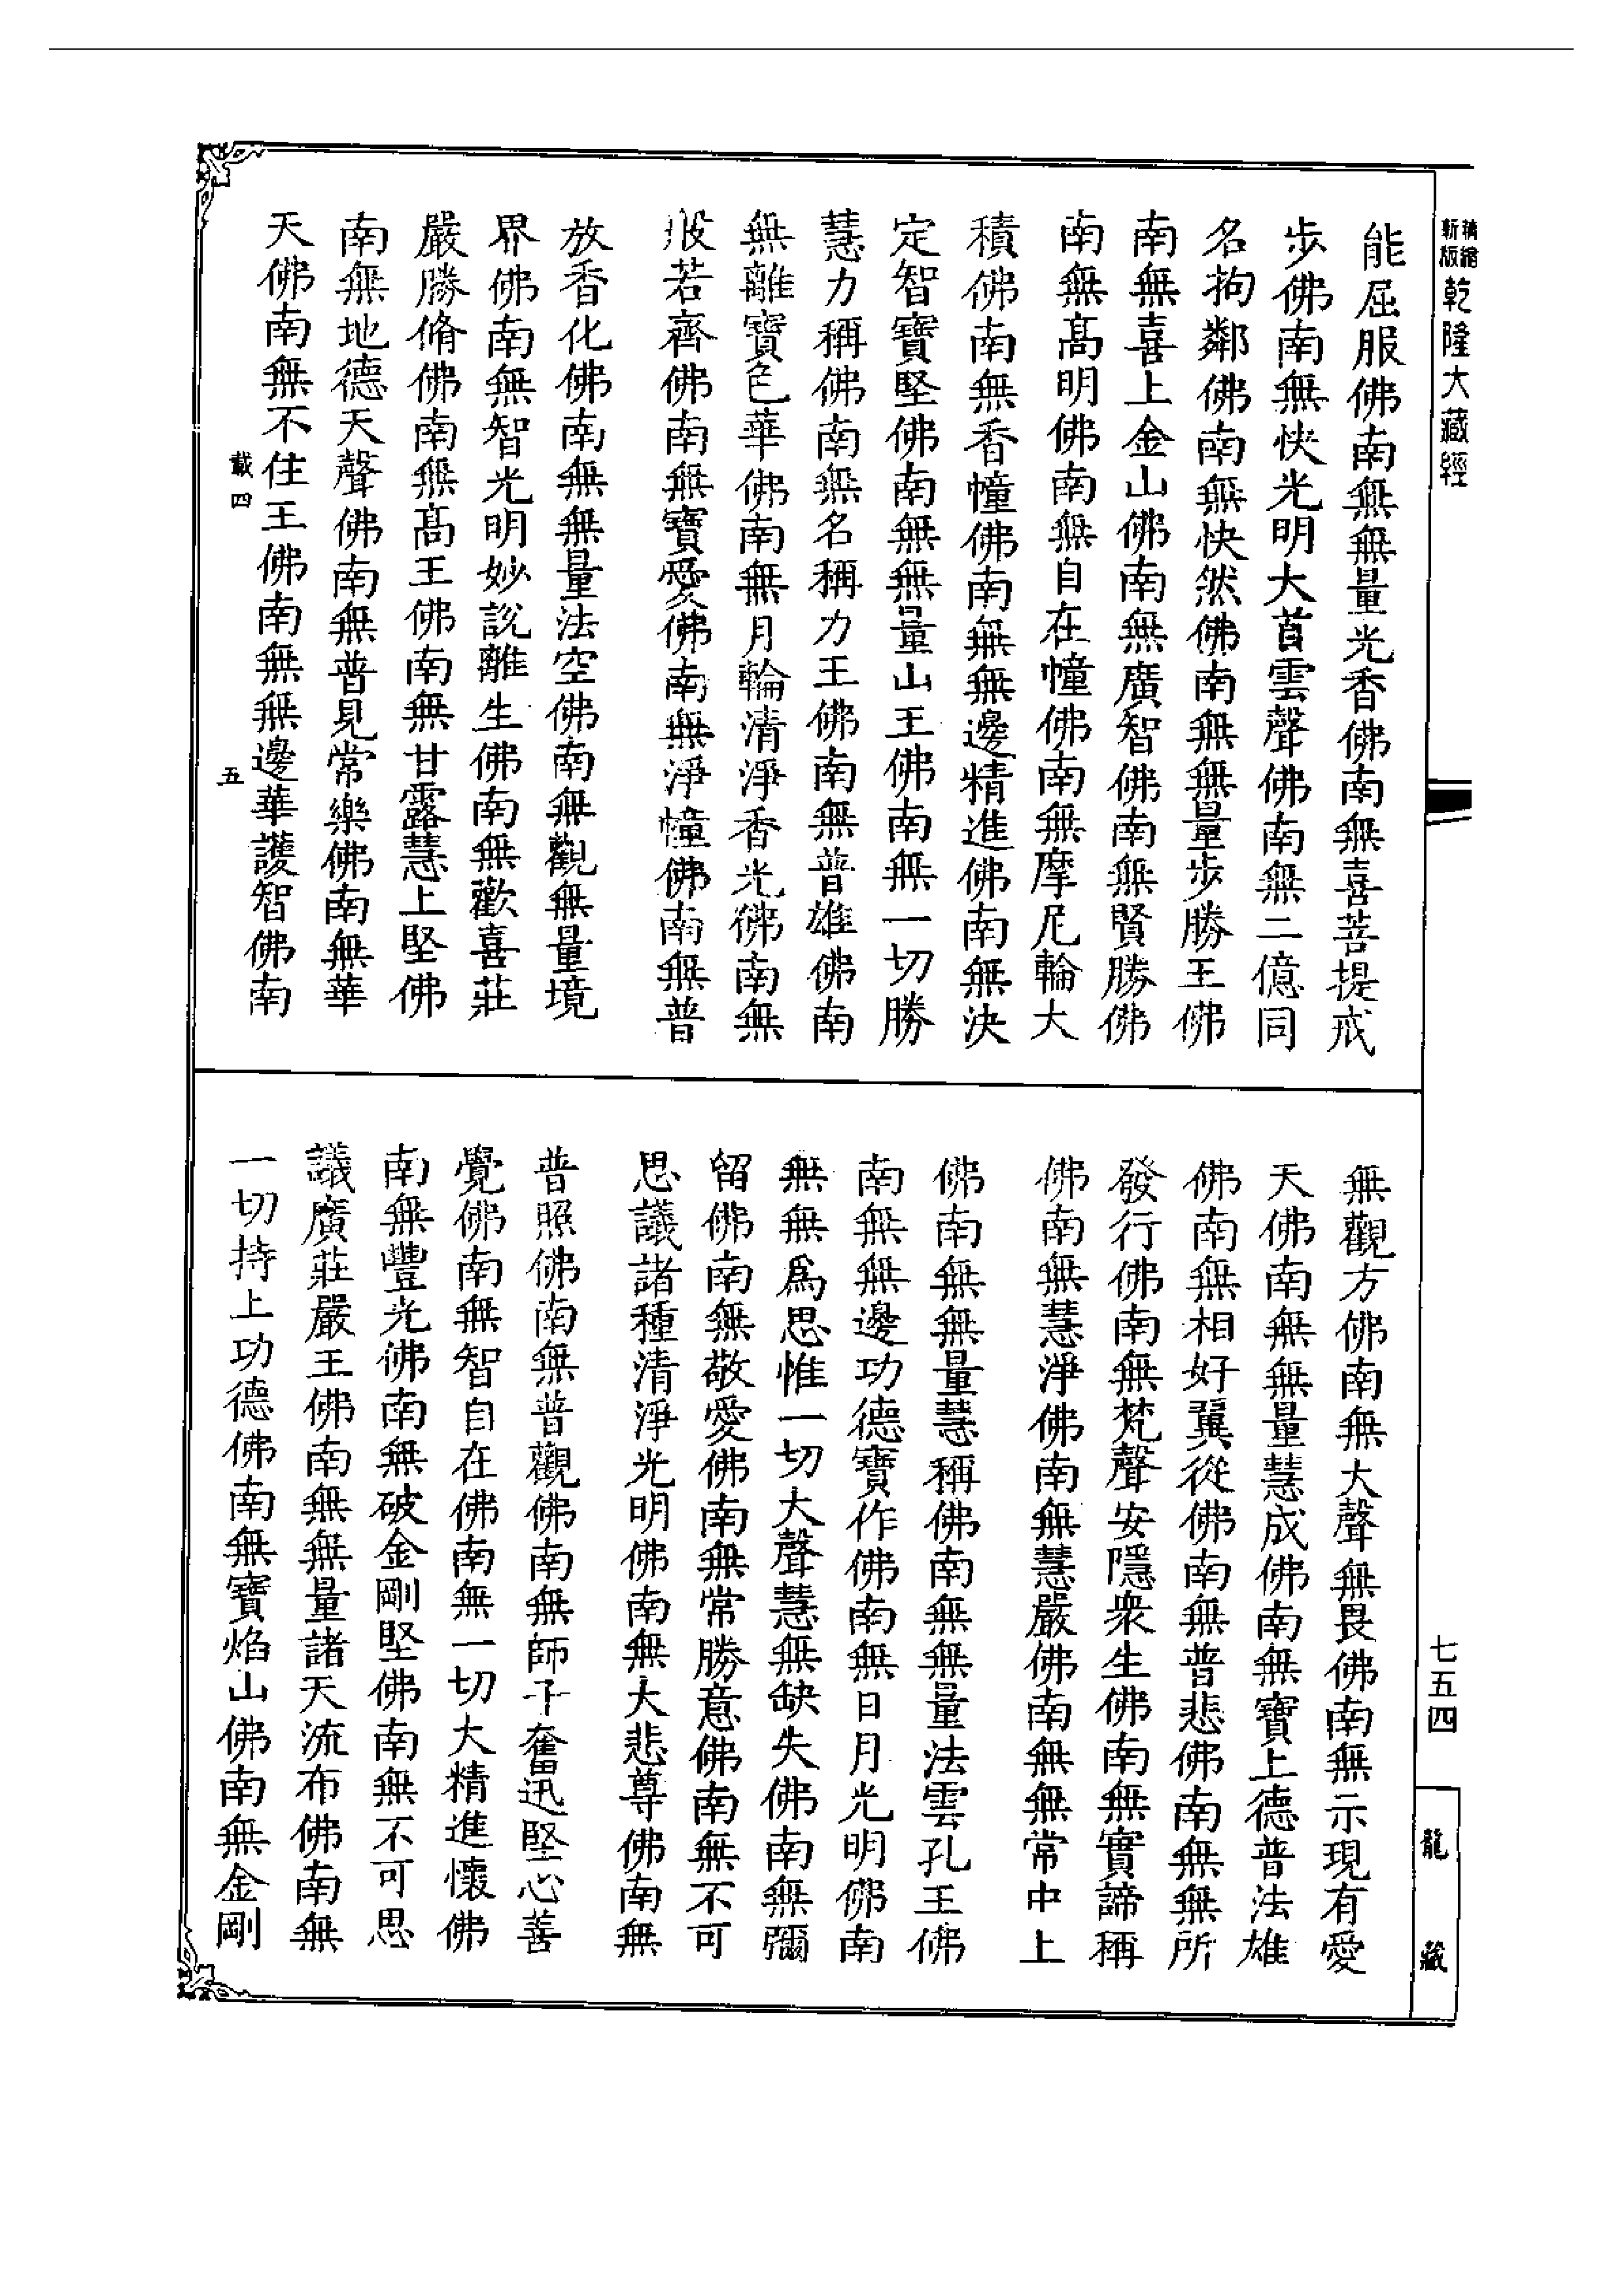 精縮新版乾隆大藏經
能屈服佛南無無量光香佛南無喜菩提戒
步佛南無快光明大首雲聲佛南無二億同
名拘鄰佛南無快然佛南無無量步勝王佛
南無喜上金山佛南無廣智佛南無賢勝佛
南無髙明佛南無自在幢佛南無摩尼輪大
積佛南無香幢佛南無無邊精進佛南無決
定智寶堅佛南無無量山王佛南無一切勝
慧力稱佛南無名稱力王佛南無普雄佛南
無離寶色華佛南無月輪清淨香光佛南無
般若齊佛南無寶愛佛南無淨幢佛南無普
放香化佛南無無量法空佛南無觀無量境
界佛南無智光明妙說離生佛南無歡喜莊
嚴勝脩佛南無髙王佛南無甘露慧上堅佛
南無地德天聲佛南無普見常樂佛南無華
天佛南無不住王佛南無無邊華護智佛南
載四 五
無觀方佛南無大聲無畏佛南無示現有愛
天佛南無無量慧成佛南無寶上德普法雄
佛南無相好翼從佛南無普悲佛南無無所
發行佛南無梵聲安隱衆生佛南無實諦稱
佛南無慧淨佛南無慧嚴佛南無無常中上
佛南無無量慧稱佛南無無量法雲孔王佛
南無無邊功德寶作佛南無日月光明佛南
無無爲思惟一切大聲慧無缺失佛南無彌
留佛南無敬愛佛南無常勝意佛南無不可
思議諸種清淨光明佛南無大悲尊佛南無
普照佛南無普觀佛南無師子奮迅堅心善
覺佛南無智自在佛南無一切大精進懷佛
南無豐光佛南無破金剛堅佛南無不可思
議廣莊嚴王佛南無無量諸天流布佛南無
一切持上功德佛南無寶焰山佛南無金剛
七五四
龍藏